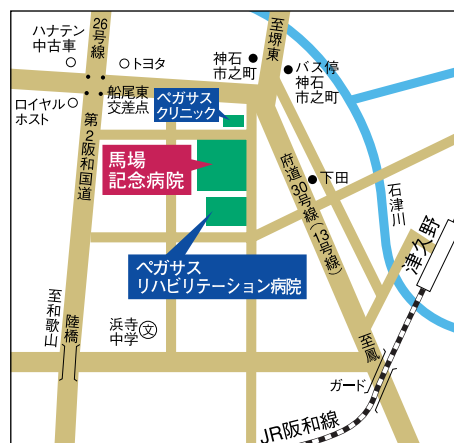 ハナテン
中古車
26号線
トヨタ
至堺東
神石
市之町
バス停
神石
市之町
ロイヤル
ホスト
船尾東
交差点
ペガサス
クリニック
第2阪和国道
馬場
記念病院
府道30号線(13号線)
下田
石津川
津久野
ペガサス
リハビリテーション病院
至和歌山
陸橋
浜寺
中学
文
至鳳
ガード
JR阪和線